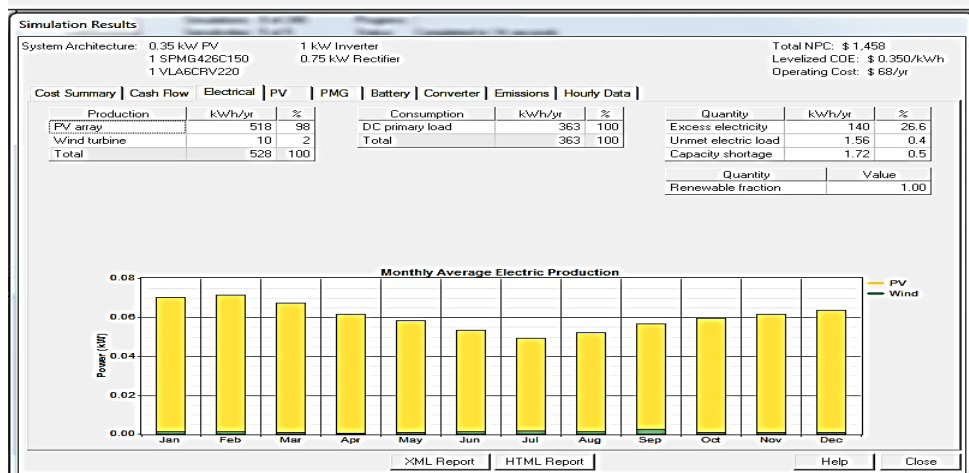 Simulation Results
System Architecture: 0.35 kW PV 1 kW Inverter Total NPC: $ 1,458
1 SPMG426C150 0.75 kW Rectifier Levelized COE: $ 0.350/kWh
1 VLA6CRV220 Operating Cost: $ 68/yr
Cost Summary Cash Flow Electrical PV PMG Battery Converter Emissions Hourly Data
Production kWh/yr %
PV array 518 98
Wind turbine 10 2
Total 528 100
Consumption kWh/yr %
DC primary load 363 100
Total 363 100
Quantity kWh/yr %
Excess electricity 140 26.6
Unmet electric load 1.56 0.4
Capacity shortage 1.72 0.5
Quantity Value
Renewable fraction 1.00
Monthly Average Electric Production
Power (kW)
0.08
0.06
0.04
0.02
0.00
Jan Feb Mar Apr May Jun Jul Aug Sep Oct Nov Dec
PV
Wind
XML Report HTML Report Help Close